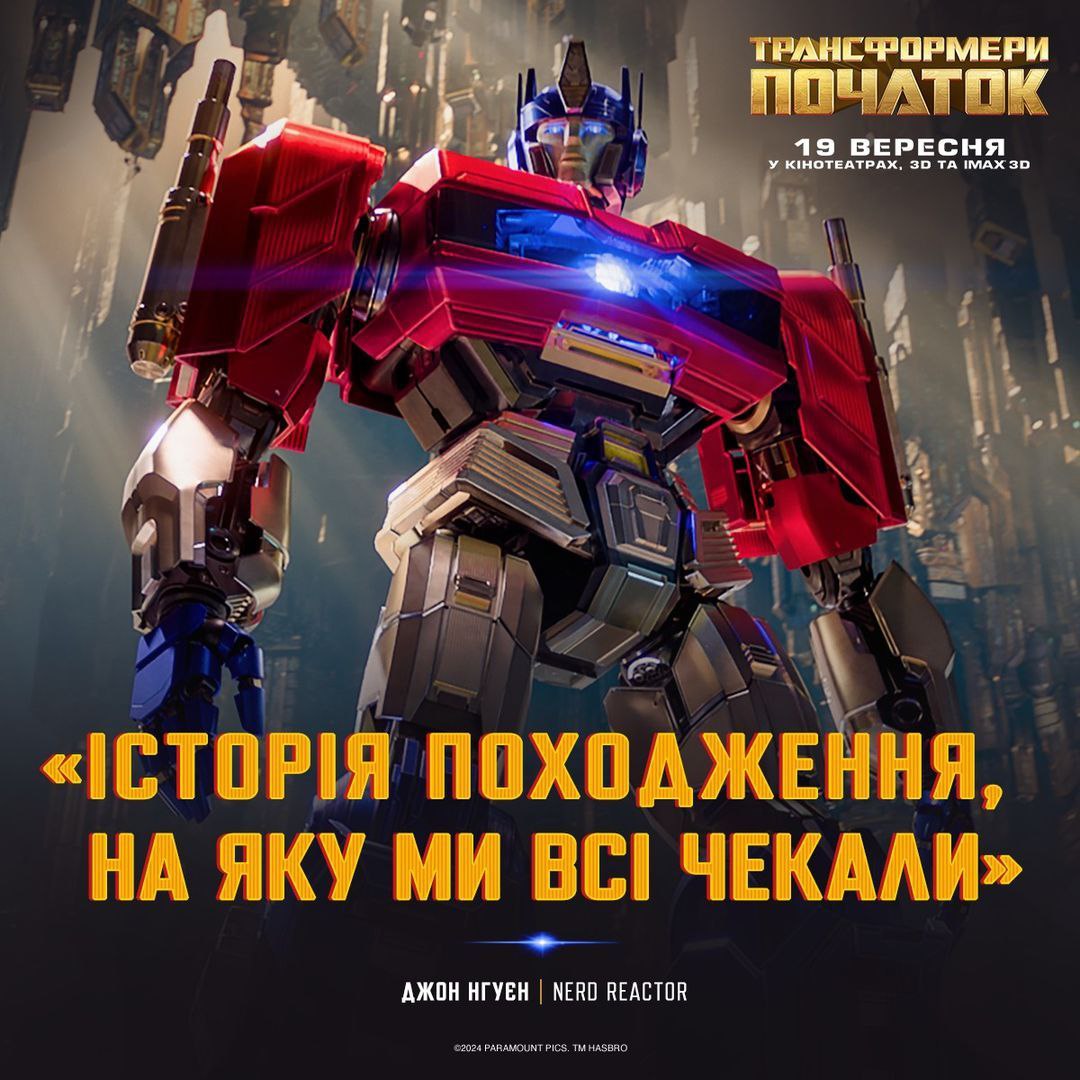 ТРАНСФОРМЕРИ
ПОЧАТОК
19 ВЕРЕСНЯ
У КІНОТЕАТРАХ, 3D ТА IMAX 3D
«ІСТОРІЯ ПОХОДЖЕННЯ,
НА ЯКУ МИ ВСІ ЧЕКАЛИ»
ДЖОН НГУЄН | NERD REACTOR
©2024 PARAMOUNT PICS. TM HASBRO